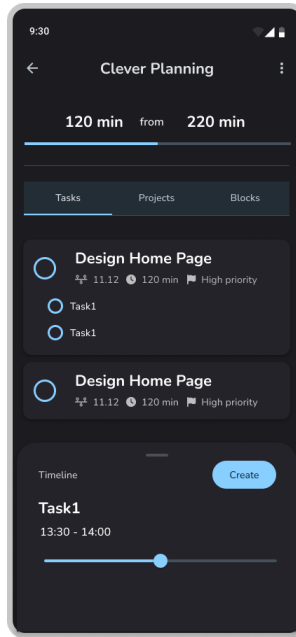 9:30
Clever Planning
120 min from 220 min
Tasks Projects Blocks
Design Home Page
11.12 120 min High priority
Task1
Task1
Design Home Page
11.12 120 min High priority
Timeline Create
Task1
13:30 - 14:00